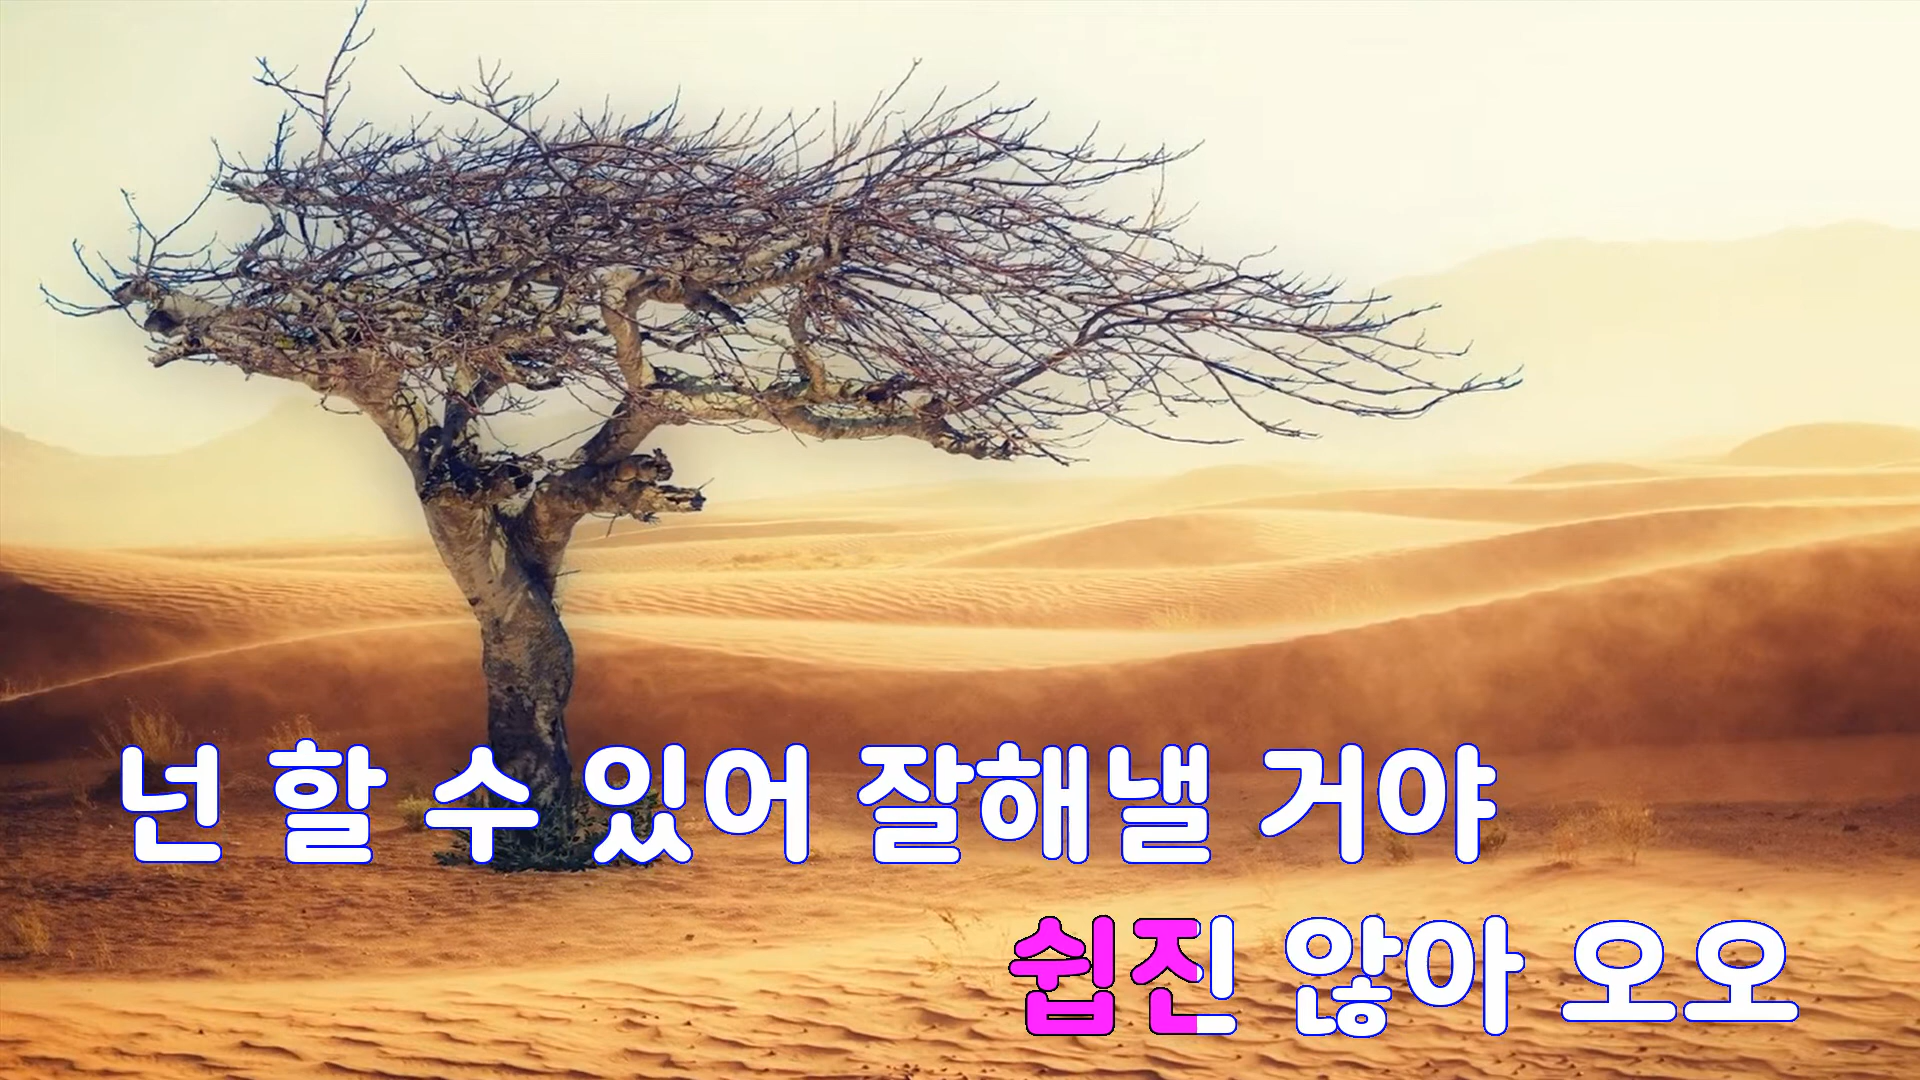 넌 할 수 있어 잘해낼 거야
쉽진 않아 오오